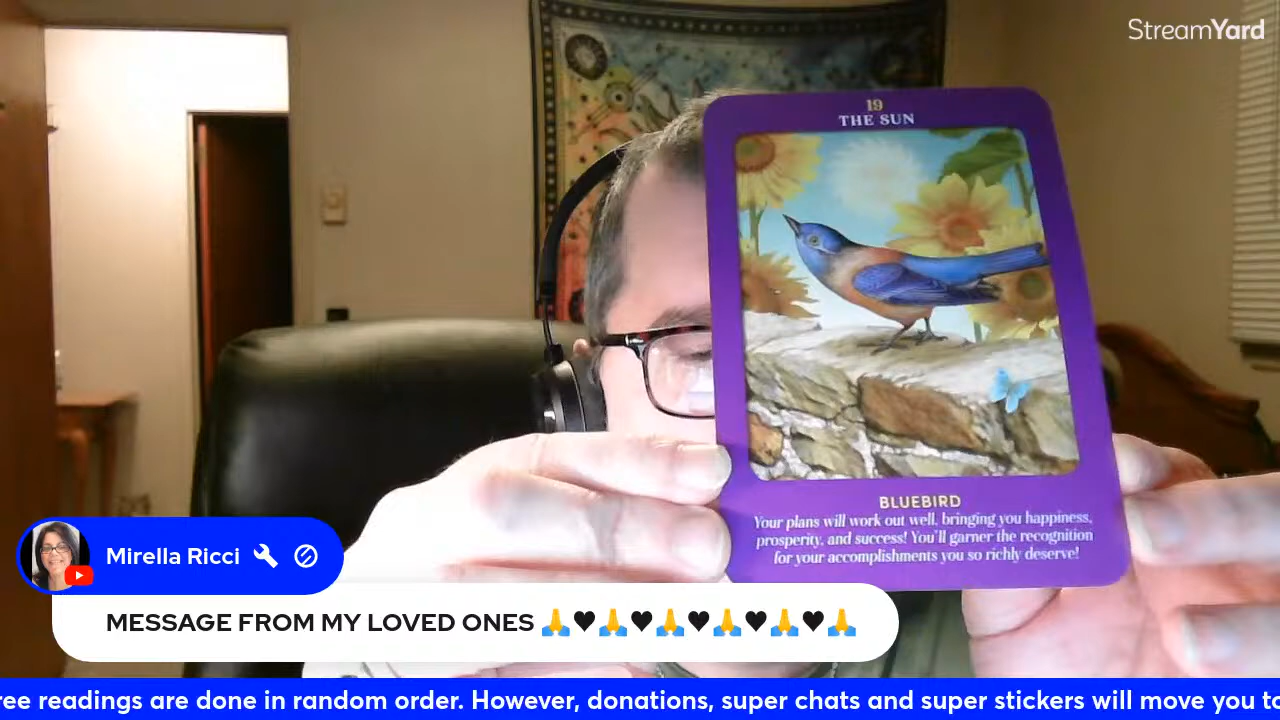 StreamYard
19
THE SUN
BLUEBIRD
Your plans will work out well, bringing you happiness,
prosperity, and success! You'll garner the recognition
for your accomplishments you so richly deserve!
Mirella Ricci
MESSAGE FROM MY LOVED ONES 🙏♥🙏♥🙏♥🙏♥🙏♥🙏
ree readings are done in random order. However, donations, super chats and super stickers will move you to